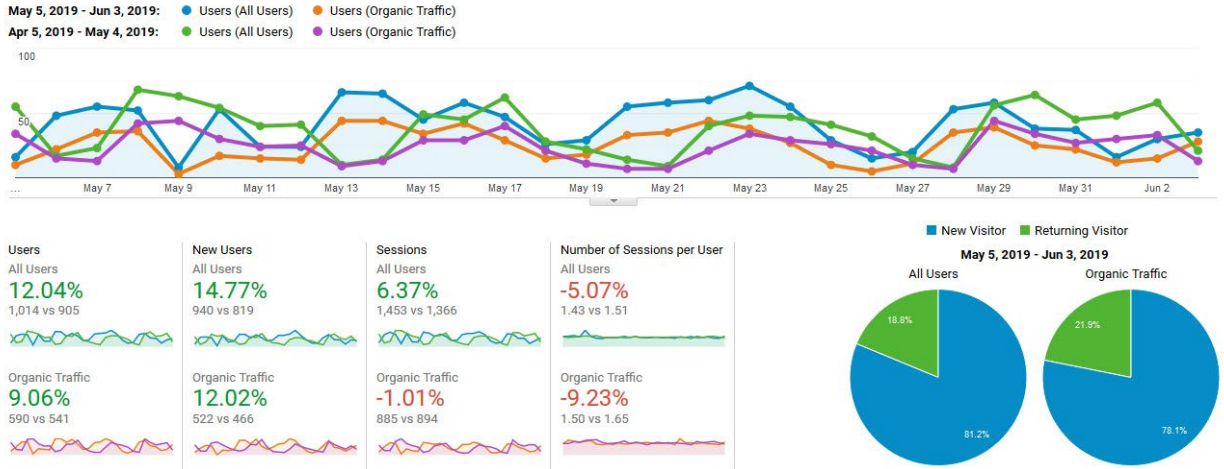 May 5, 2019 - Jun 3, 2019: Users (All Users) Users (Organic Traffic)
Apr 5, 2019 - May 4, 2019: Users (All Users) Users (Organic Traffic)
100
50
... May 7 May 9 May 11 May 13 May 15 May 17 May 19 May 21 May 23 May 25 May 27 May 29 May 31 Jun 2
Users
All Users
12.04%
1,014 vs 905
Organic Traffic
9.06%
590 vs 541
New Users
All Users
14.77%
940 vs 819
Organic Traffic
12.02%
522 vs 466
Sessions
All Users
6.37%
1,453 vs 1,366
Organic Traffic
-1.01%
885 vs 894
Number of Sessions per User
All Users
-5.07%
1.43 vs 1.51
Organic Traffic
-9.23%
1.50 vs 1.65
New Visitor Returning Visitor
May 5, 2019 - Jun 3, 2019
All Users
18.8%
81.2%
Organic Traffic
21.9%
78.1%